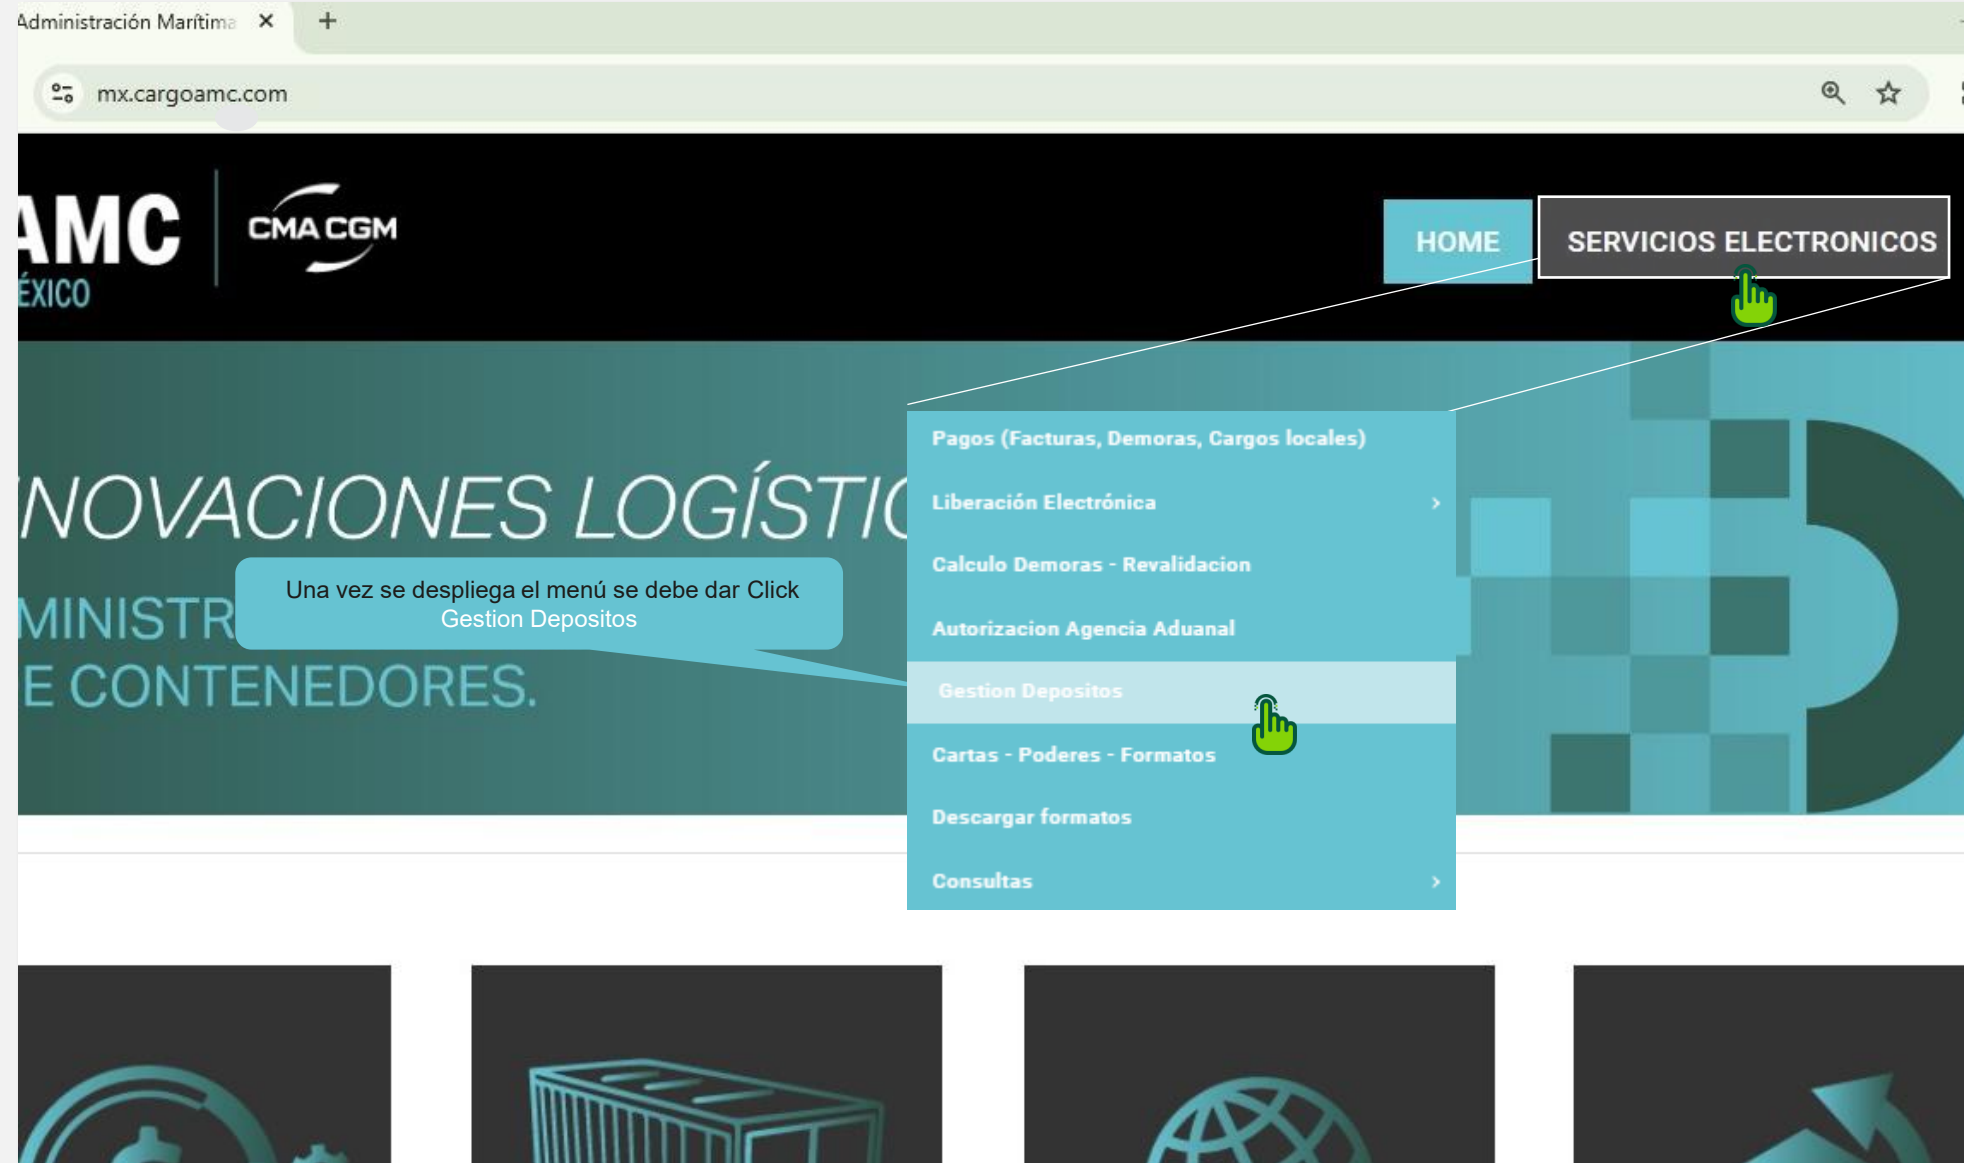 Administración Marítima
mx.cargoamc.com
AMC
ÉXICO
CMA CGM
HOME
SERVICIOS ELECTRONICOS
NOVACIONES LOGÍSTIC
MINISTR
E CONTENEDORES.
Una vez se despliega el menú se debe dar Click
Gestion Depositos
Pagos (Facturas, Demoras, Cargos locales)
Liberación Electrónica
Calculo Demoras - Revalidacion
Autorizacion Agencia Aduanal
Gestion Depositos
Cartas - Poderes - Formatos
Descargar formatos
Consultas